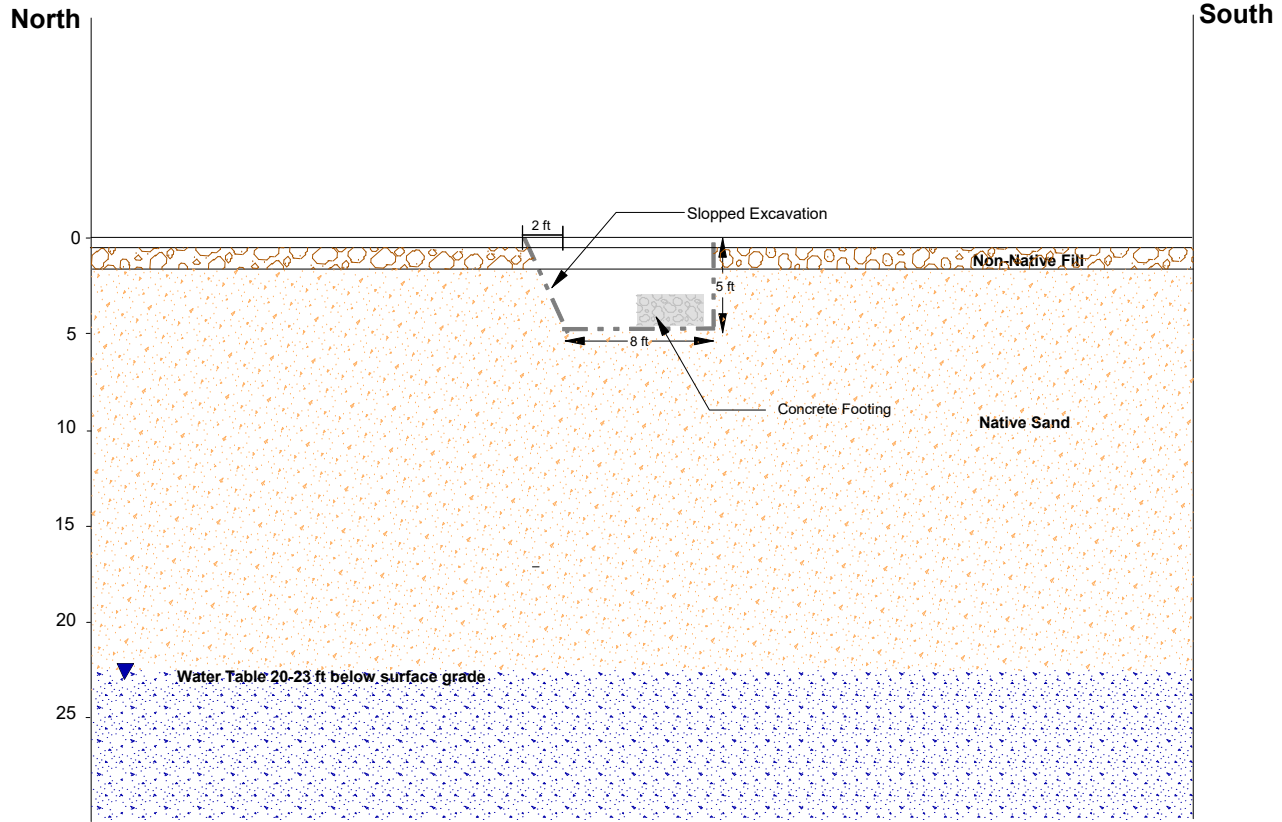 North
South
2 ft
Slopped Excavation
0
Non-Native Fill
5 ft
5
8 ft
Concrete Footing
10
Native Sand
15
20
Water Table 20-23 ft below surface grade
25